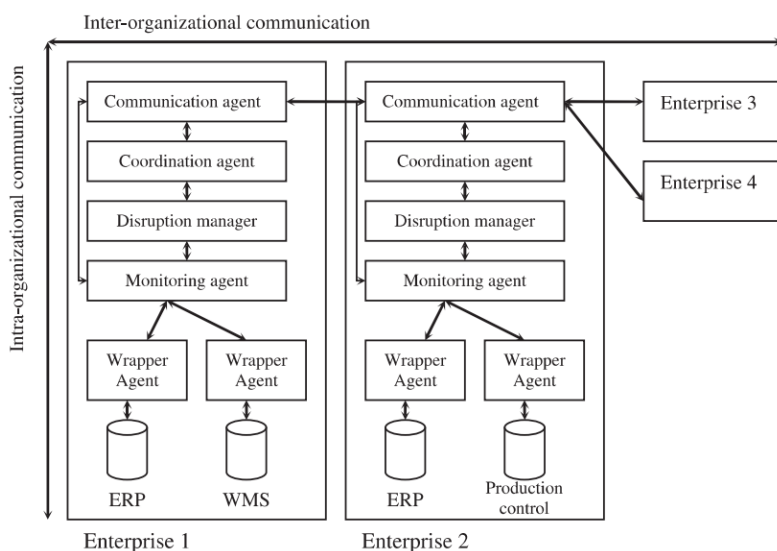 Inter-organizational communication
Intra-organizational communication
Communication agent
Coordination agent
Disruption manager
Monitoring agent
Wrapper
Agent
Wrapper
Agent
ERP
WMS
Enterprise 1
Communication agent
Coordination agent
Disruption manager
Monitoring agent
Wrapper
Agent
Wrapper
Agent
ERP
Production
control
Enterprise 2
Enterprise 3
Enterprise 4